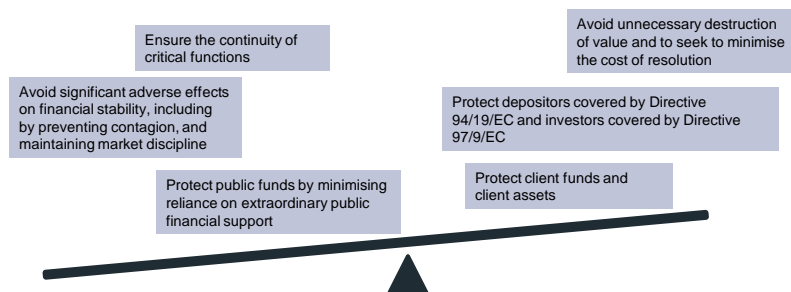 Ensure the continuity of
critical functions
Avoid significant adverse effects
on financial stability, including
by preventing contagion, and
maintaining market discipline
Protect public funds by minimising
reliance on extraordinary public
financial support
Avoid unnecessary destruction
of value and to seek to minimise
the cost of resolution
Protect depositors covered by Directive
94/19/EC and investors covered by Directive
97/9/EC
Protect client funds and
client assets